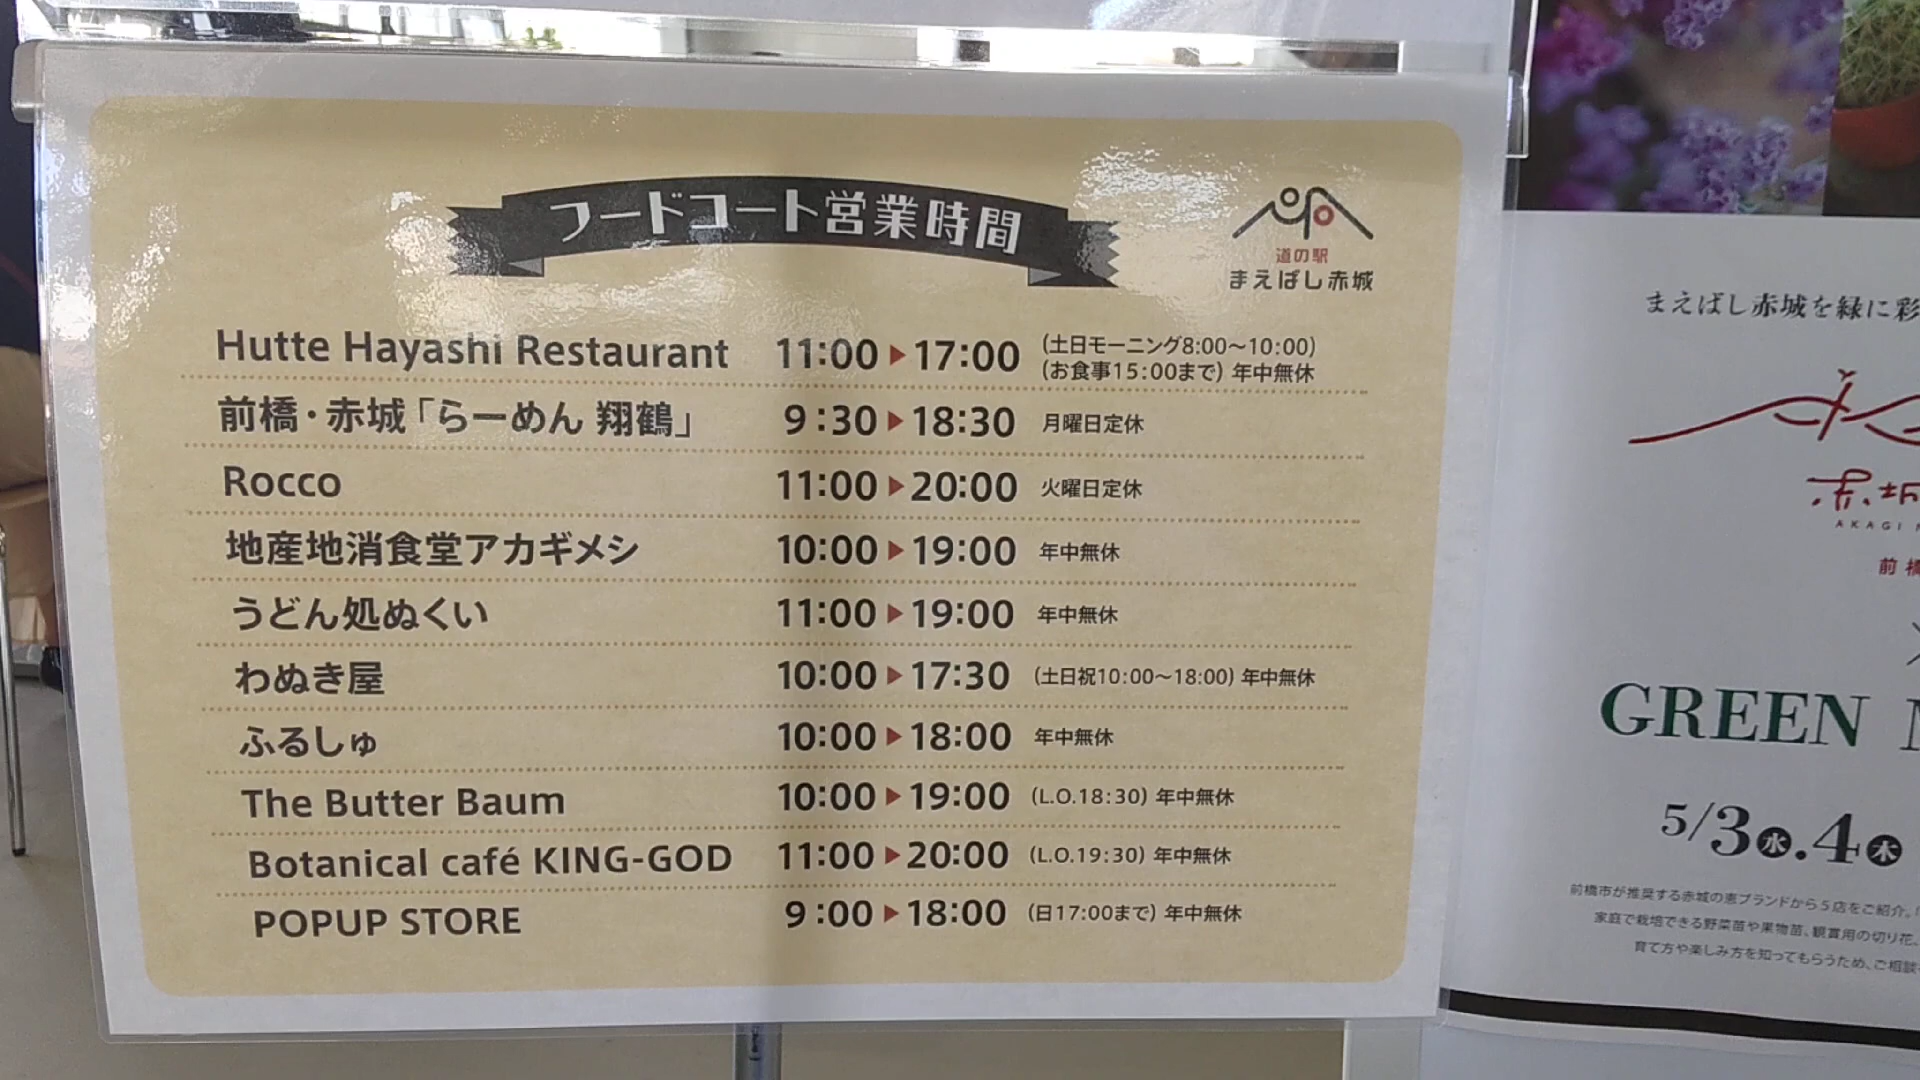 フードコート営業時間
道の駅
まえばし赤城
Hutte Hayashi Restaurant 11:00▶17:00 (土日モーニング8:00〜10:00)
(お食事15:00まで) 年中無休
前橋・赤城「らーめん 翔鶴」 9:30▶18:30 月曜日定休
Rocco 11:00▶20:00 火曜日定休
地産地消食堂アカギメシ 10:00▶19:00 年中無休
うどん処ぬくい 11:00▶19:00 年中無休
わぬき屋 10:00▶17:30 (土日祝10:00〜18:00) 年中無休
ふるしゅ 10:00▶18:00 年中無休
The Butter Baum 10:00▶19:00 (L.O.18:30) 年中無休
Botanical café KING-GOD 11:00▶20:00 (L.O.19:30) 年中無休
POPUP STORE 9:00▶18:00 (日17:00まで) 年中無休
まえばし赤城を緑に彩
赤城
AKAGI
前橋
GREEN
5/3水.4木
前橋市が推奨する赤城の恵ブランドから5店をご紹介。
家庭で栽培できる野菜苗や果物苗、観賞用の切り花、
育て方や楽しみ方を知ってもらうため、ご相談